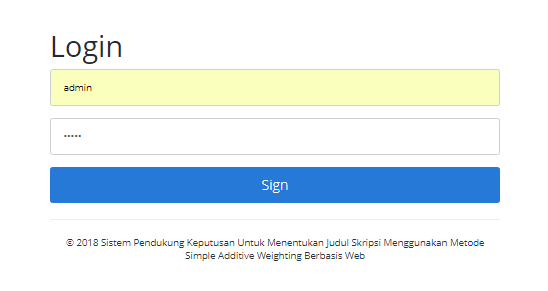 Login
admin
•••••
Sign
© 2018 Sistem Pendukung Keputusan Untuk Menentukan Judul Skripsi Menggunakan Metode
Simple Additive Weighting Berbasis Web